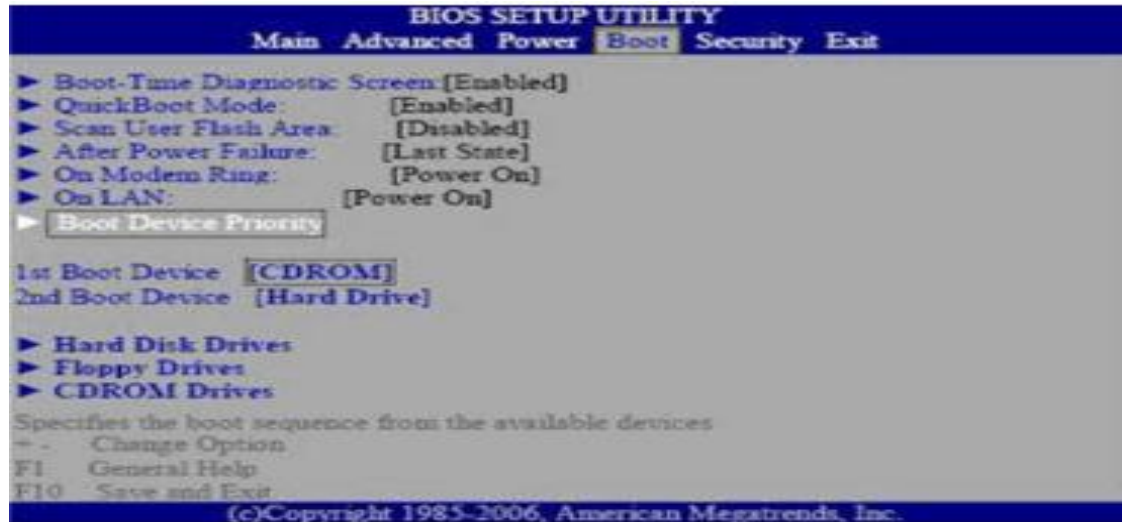 BIOS SETUP UTILITY
Main Advanced Power Boot Security Exit
► Boot-Time Diagnostic Screen:[Enabled]
► QuickBoot Mode: [Enabled]
► Scan User Flash Area: [Disabled]
► After Power Failure: [Last State]
► On Modem Ring: [Power On]
► On LAN: [Power On]
► Boot Device Priority
1st Boot Device [CDROM]
2nd Boot Device [Hard Drive]
► Hard Disk Drives
► Floppy Drives
► CDROM Drives
Specifies the boot sequence from the available devices
+ - Change Option
F1 General Help
F10 Save and Exit
(c)Copyright 1985-2006, American Megatrends, Inc.